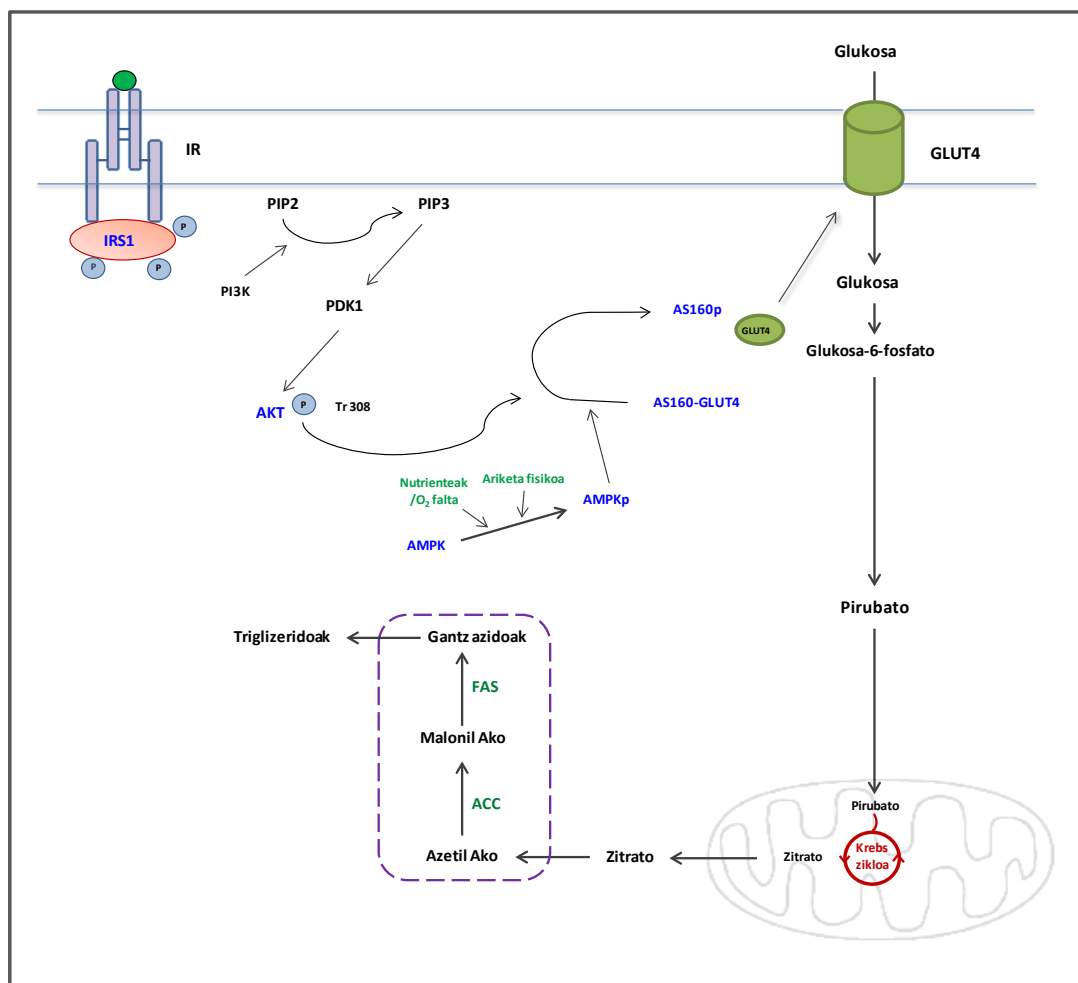 Glukosa
IR
GLUT4
PIP2
PIP3
IRS1
P
P
P
PI3K
PDK1
Glukosa
AS160p
GLUT4
Glukosa-6-fosfato
AKT
P
Tr 308
AS160-GLUT4
Nutrienteak
/O₂ falta
Ariketa fisikoa
AMPKp
AMPK
Pirubato
Triglizeridoak
Gantz azidoak
FAS
Malonil Ako
ACC
Pirubato
Azetil Ako
Zitrato
Zitrato
Krebs
zikloa